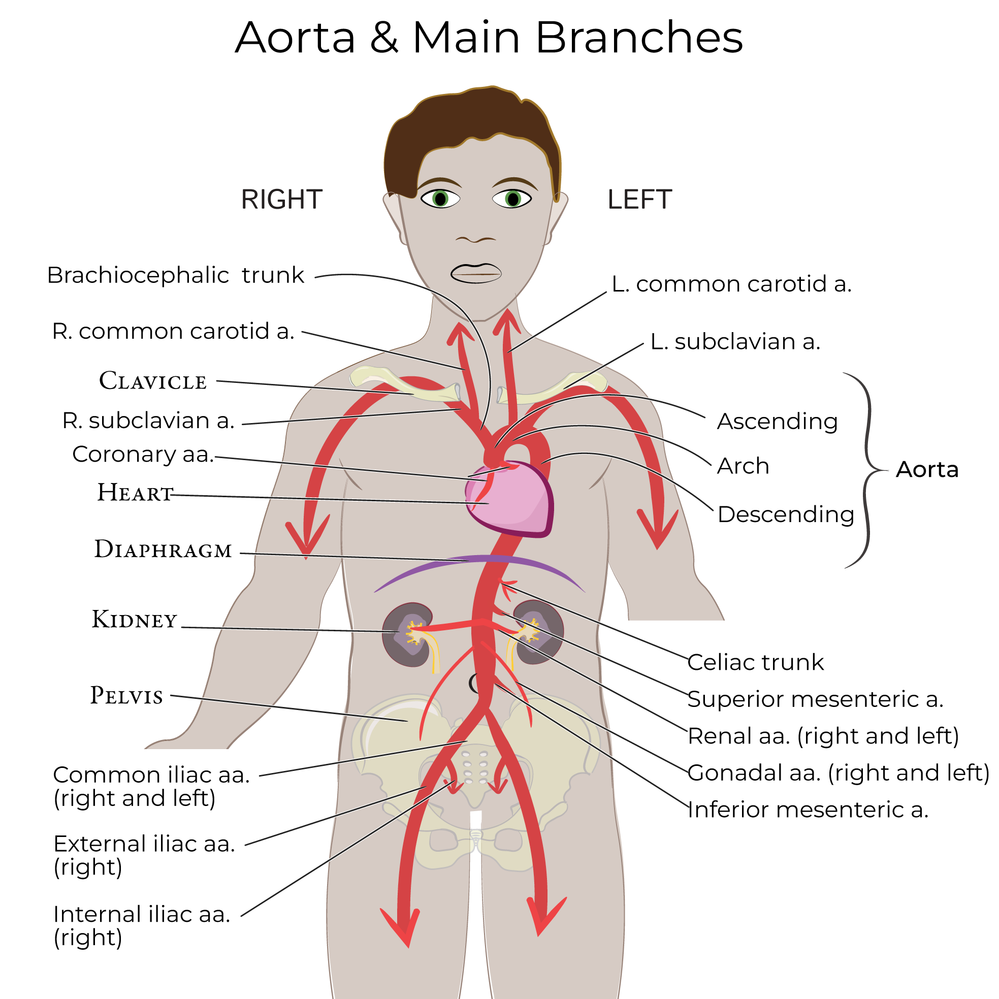 Aorta & Main Branches
RIGHT
LEFT
Brachiocephalic trunk
R. common carotid a.
CLAVICLE
R. subclavian a.
Coronary aa.
HEART
DIAPHRAGM
KIDNEY
PELVIS
Common iliac aa.
(right and left)
External iliac aa.
(right)
Internal iliac aa.
(right)
L. common carotid a.
L. subclavian a.
Ascending
Arch
Descending
Aorta
Celiac trunk
Superior mesenteric a.
Renal aa. (right and left)
Gonadal aa. (right and left)
Inferior mesenteric a.